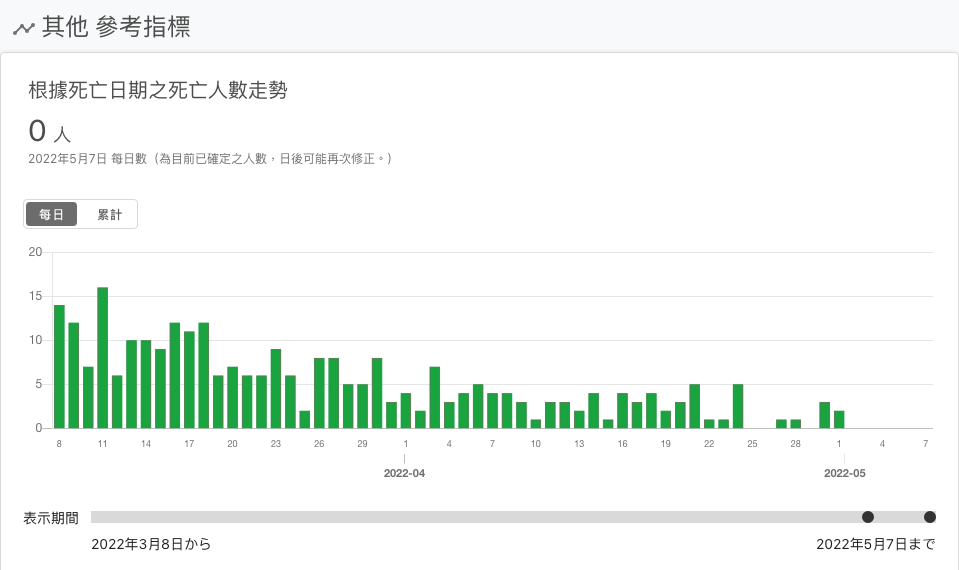 其他 參考指標
根據死亡日期之死亡人數走勢
0 人
2022年5月7日 每日數（為目前已確定之人數，日後可能再次修正。）
每日 累計
20
15
10
5
0
8 11 14 17 20 23 26 29 1 4 7 10 13 16 19 22 25 28 1 4 7
2022-04 2022-05
表示期間
2022年3月8日から 2022年5月7日まで